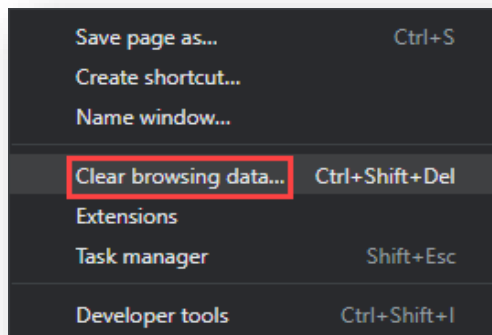 Save page as... Ctrl+S
Create shortcut...
Name window...
Clear browsing data... Ctrl+Shift+Del
Extensions
Task manager Shift+Esc
Developer tools Ctrl+Shift+I